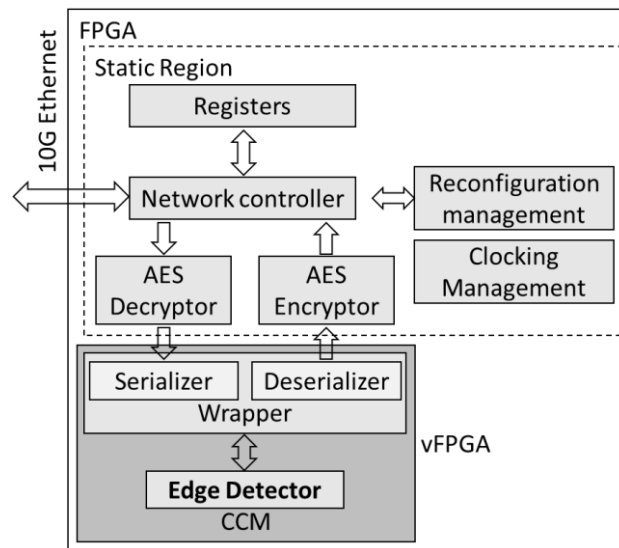 FPGA
10G Ethernet
Static Region
Registers
Network controller
Reconfiguration
management
Clocking
Management
AES
Decryptor
AES
Encryptor
Serializer
Deserializer
Wrapper
vFPGA
Edge Detector
CCM